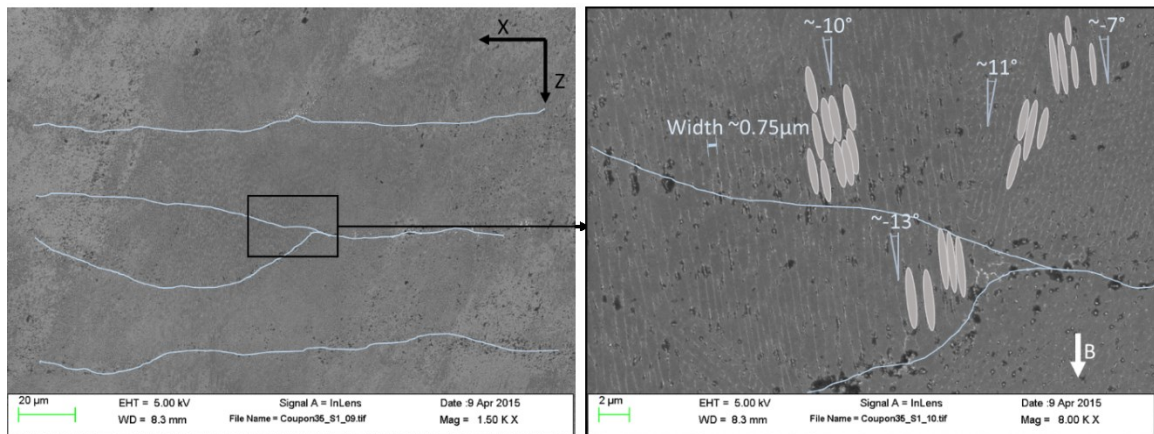 X
Z
20 µm
EHT = 5.00 kV
WD = 8.3 mm
Signal A = InLens
File Name = Coupon35_S1_09.tif
Date :9 Apr 2015
Mag = 1.50 K X
~-10°
~-7°
~11°
Width ~0.75µm
~-13°
B
2 µm
EHT = 5.00 kV
WD = 8.3 mm
Signal A = InLens
File Name = Coupon35_S1_10.tif
Date :9 Apr 2015
Mag = 8.00 K X